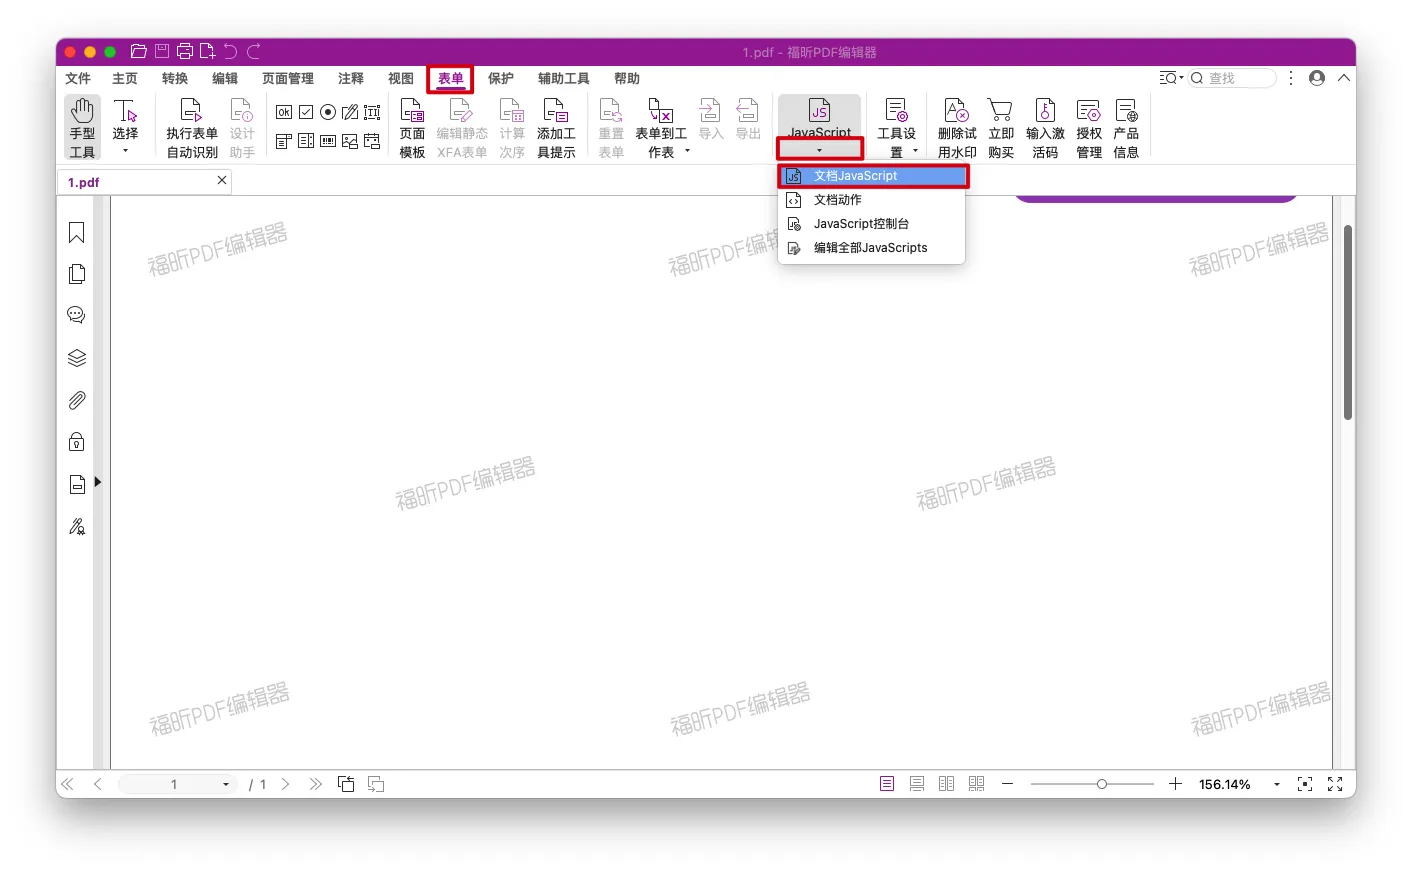 1.pdf - 福昕PDF编辑器
文件 主页 转换 编辑 页面管理 注释 视图 表单 保护 辅助工具 帮助
查找
手型
工具
选择
执行表单
自动识别
设计
助手
OK
页面
模板
编辑静态
XFA表单
计算
次序
添加工
具提示
重置
表单
表单到工
作表
导入
导出
JS
JavaScript
工具设
置
删除试
用水印
立即
购买
输入激
活码
授权
管理
产品
信息
1.pdf
文档JavaScript
文档动作
JavaScript控制台
编辑全部JavaScripts
福昕PDF编辑器
福昕PDF编辑器
福昕PDF编辑器
福昕PDF编辑器
福昕PDF编辑器
福昕PDF编辑器
福昕PDF编辑器
福昕PDF编辑器
1 / 1
156.14%